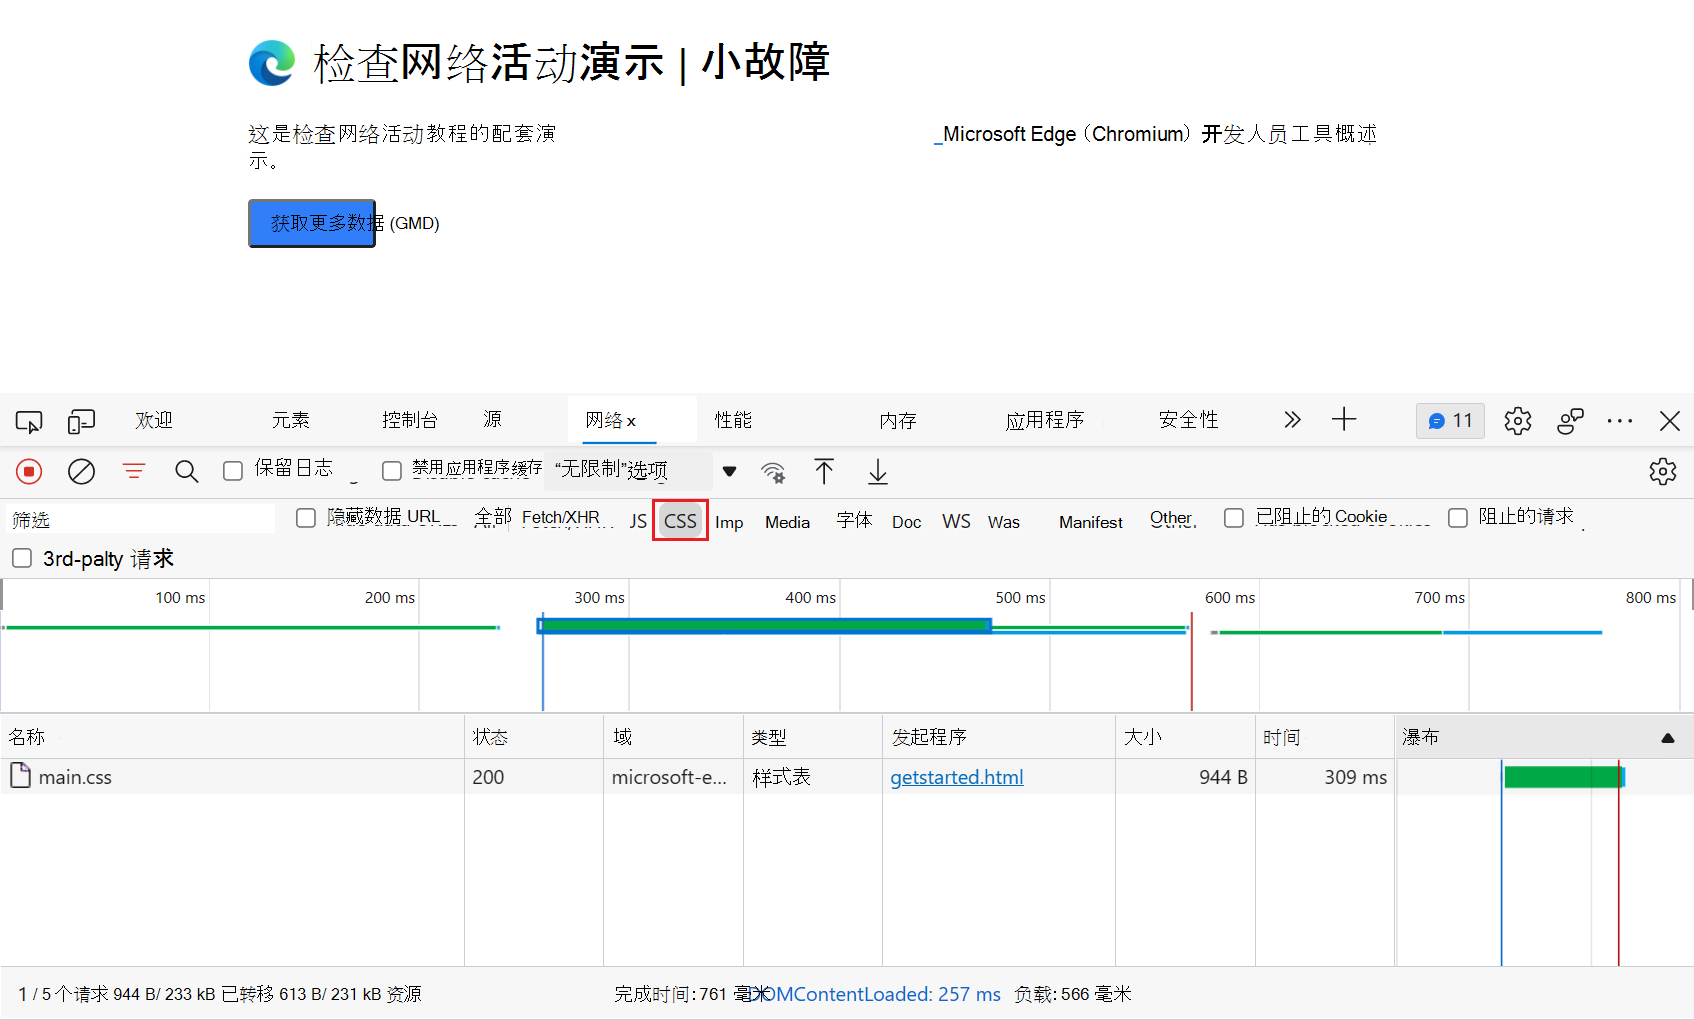 检查网络活动演示 | 小故障
这是检查网络活动教程的配套演示。
_Microsoft Edge（Chromium）开发人员工具概述
获取更多数据 (GMD)
欢迎 元素 控制台 源 网络 x 性能 内存 应用程序 安全性 11
保留日志 禁用应用程序缓存 “无限制”选项
筛选 隐藏数据 URL 全部 Fetch/XHR JS CSS Imp Media 字体 Doc WS Was Manifest Other 已阻止的 Cookie 阻止的请求
3rd-palty 请求
100 ms 200 ms 300 ms 400 ms 500 ms 600 ms 700 ms 800 ms
名称 状态 域 类型 发起程序 大小 时间 瀑布
main.css 200 microsoft-e... 样式表 getstarted.html 944 B 309 ms
1 / 5 个请求 944 B/ 233 kB 已转移 613 B/ 231 kB 资源 完成时间: 761 毫米 DOMContentLoaded: 257 ms 负载: 566 毫米